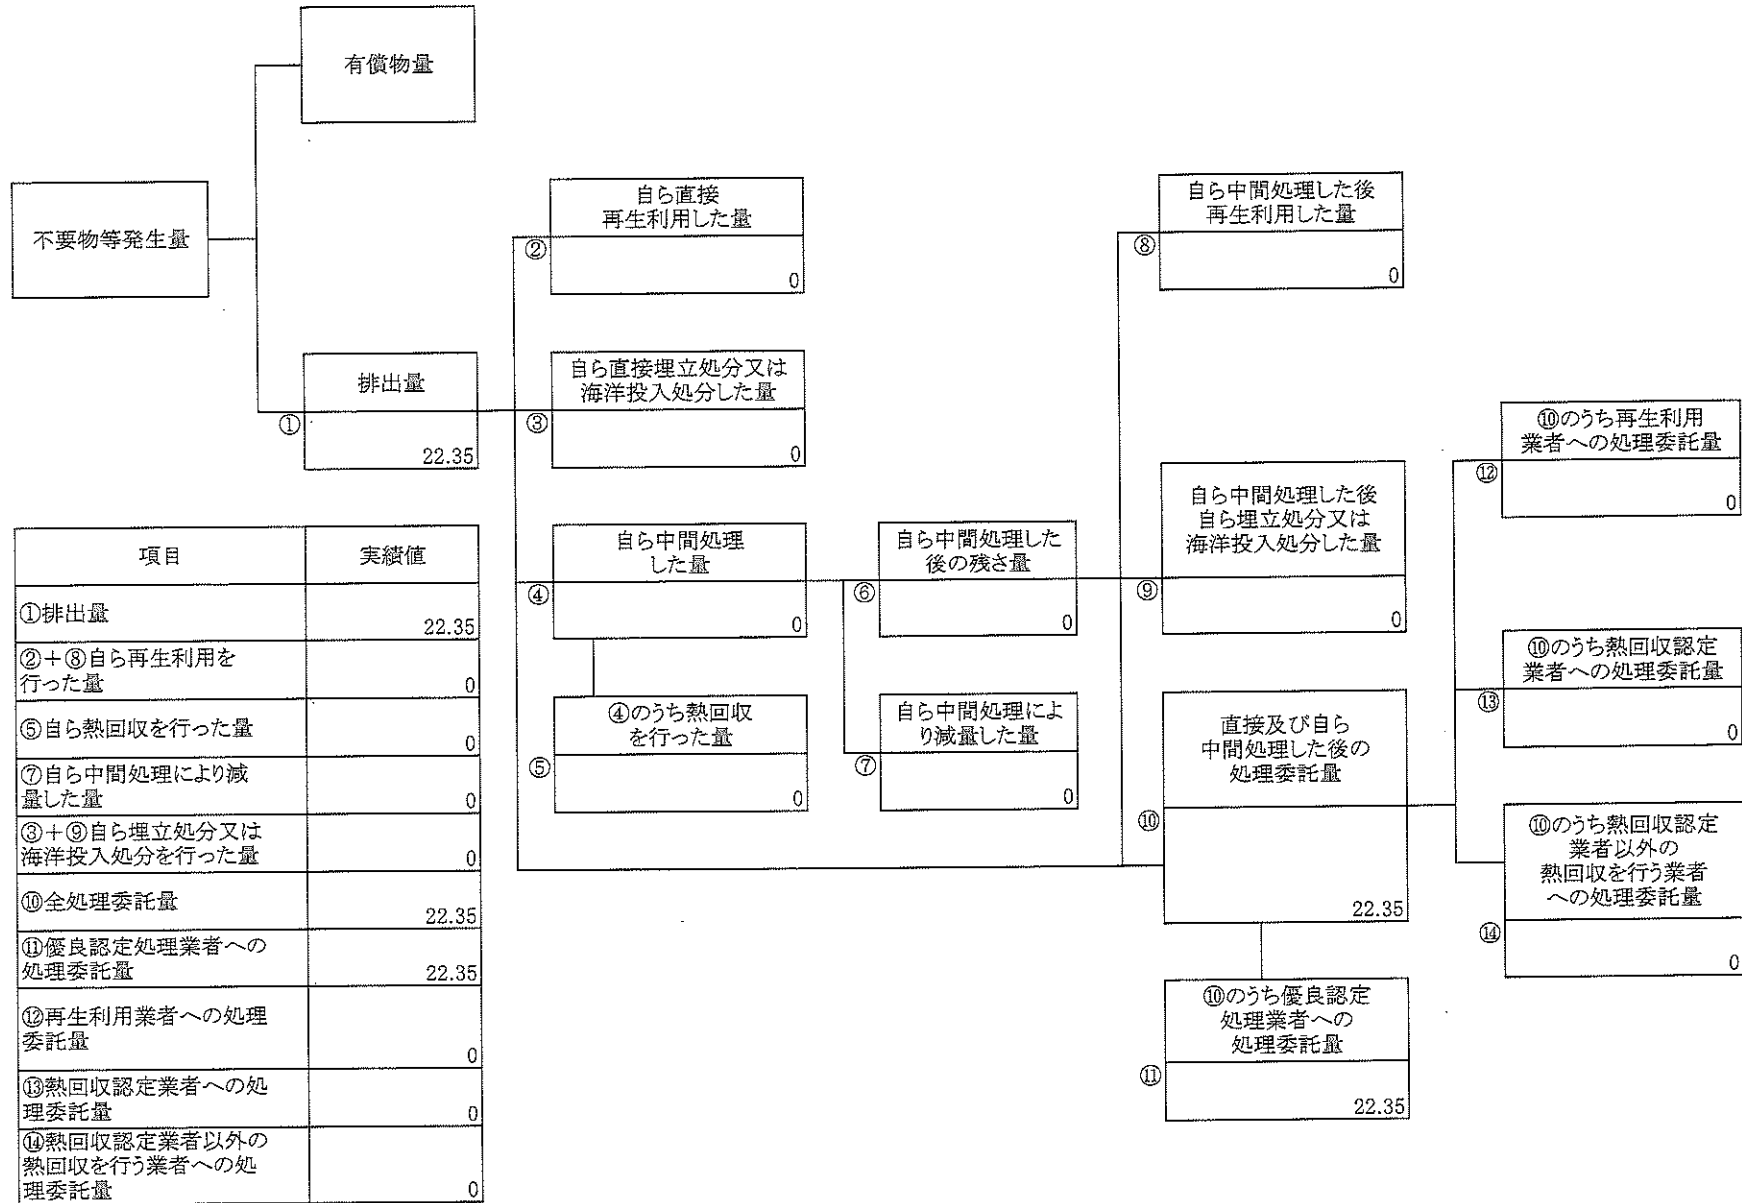 有償物量
不要物等発生量
排出量
①
22.35
自ら直接
再生利用した量
②
0
自ら直接埋立処分又は
海洋投入処分した量
③
0
自ら中間処理
した量
④
0
④のうち熱回収
を行った量
⑤
0
自ら中間処理した
後の残さ量
⑥
0
自ら中間処理によ
り減量した量
⑦
0
自ら中間処理した後
再生利用した量
⑧
0
自ら中間処理した後
自ら埋立処分又は
海洋投入処分した量
⑨
0
直接及び自ら
中間処理した後の
処理委託量
⑩
22.35
⑩のうち優良認定
処理業者への
処理委託量
⑪
22.35
⑩のうち再生利用
業者への処理委託量
⑫
0
⑩のうち熱回収認定
業者への処理委託量
⑬
0
⑩のうち熱回収認定
業者以外の
熱回収を行う業者
への処理委託量
⑭
0
項目 実績値
①排出量 22.35
②+⑧自ら再生利用を
行った量 0
⑤自ら熱回収を行った量 0
⑦自ら中間処理により減
量した量 0
③+⑨自ら埋立処分又は
海洋投入処分を行った量 0
⑩全処理委託量 22.35
⑪優良認定処理業者への
処理委託量 22.35
⑫再生利用業者への処理
委託量 0
⑬熱回収認定業者への処
理委託量 0
⑭熱回収認定業者以外の
熱回収を行う業者への処
理委託量 0